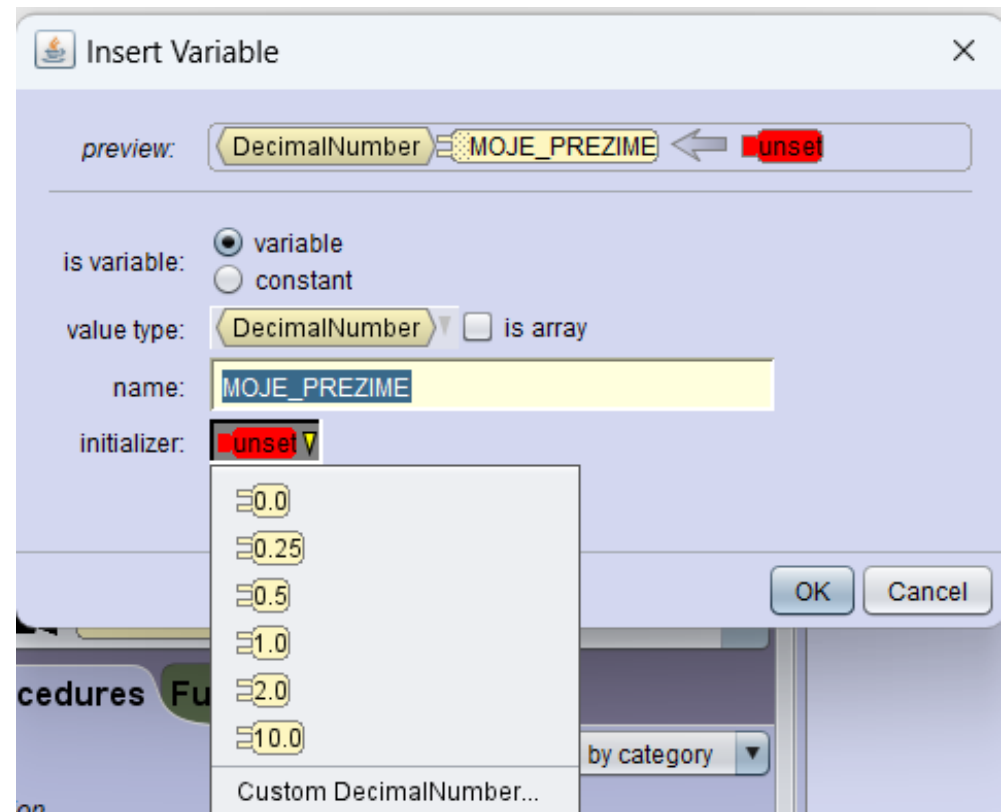 Insert Variable
preview: DecimalNumber MOJE_PREZIME unset
is variable: variable
constant
value type: DecimalNumber is array
name: MOJE_PREZIME
initializer: unset
0.0
0.25
0.5
OK Cancel
1.0
cedures Fu
2.0
10.0
by category
Custom DecimalNumber...
on